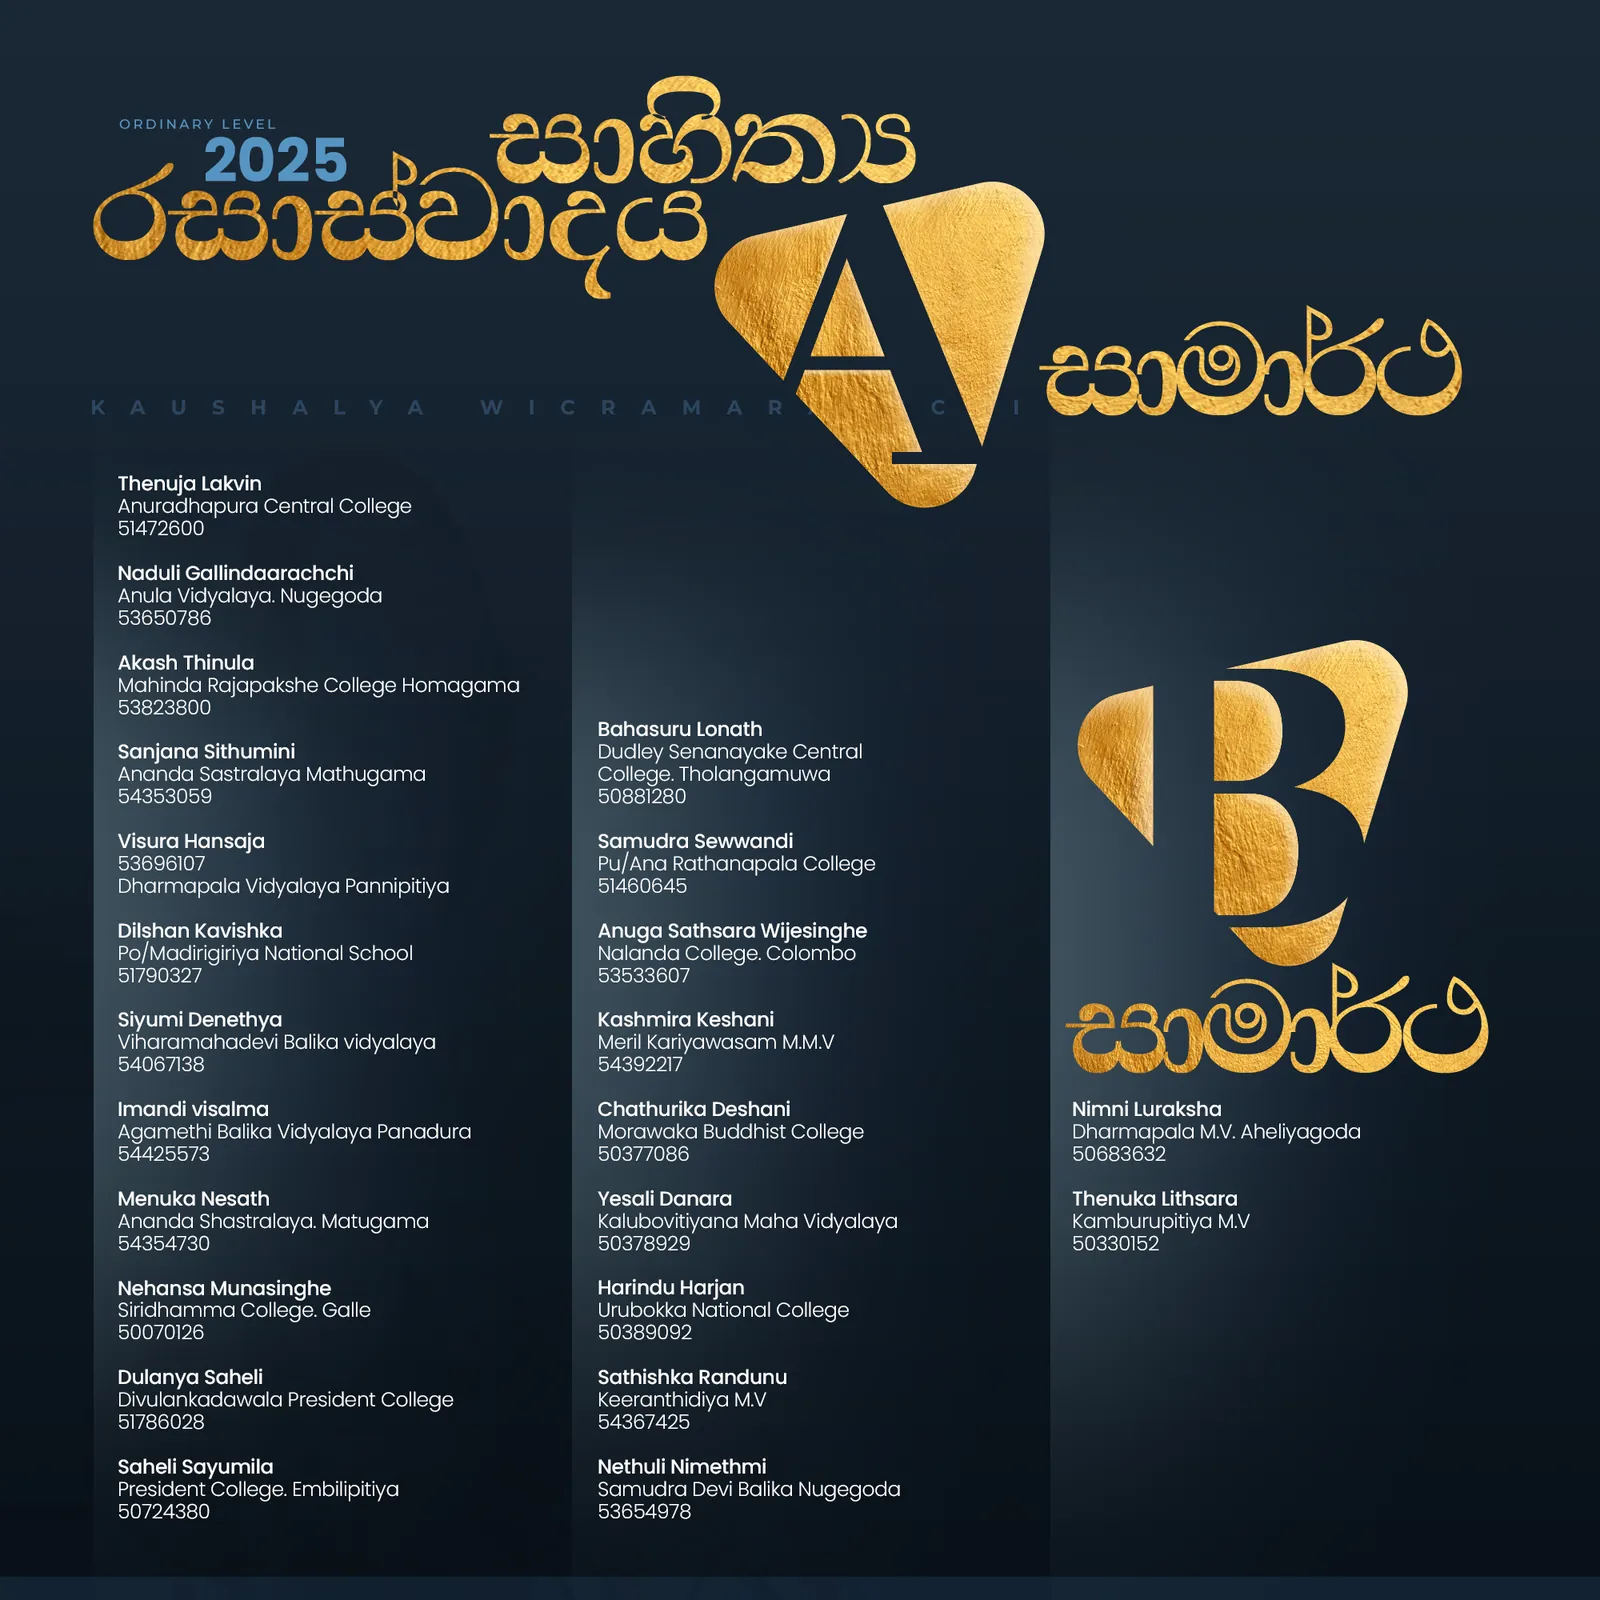 ORDINARY LEVEL
2025
සාහිත්‍ය
රසාස්වාදය
A
සාමාර්ථ
KAUSHALYA WICRAMAR
Thenuja Lakvin
Anuradhapura Central College
51472600
Naduli Gallindaarachchi
Anula Vidyalaya. Nugegoda
53650786
Akash Thinula
Mahinda Rajapakshe College Homagama
53823800
Sanjana Sithumini
Ananda Sastralaya Mathugama
54353059
Visura Hansaja
53696107
Dharmapala Vidyalaya Pannipitiya
Dilshan Kavishka
Po/Madirigiriya National School
51790327
Siyumi Denethya
Viharamahadevi Balika vidyalaya
54067138
Imandi visalma
Agamethi Balika Vidyalaya Panadura
54425573
Menuka Nesath
Ananda Shastralaya. Matugama
54354730
Nehansa Munasinghe
Siridhamma College. Galle
50070126
Dulanya Saheli
Divulankadawala President College
51786028
Saheli Sayumila
President College. Embilipitiya
50724380
Bahasuru Lonath
Dudley Senanayake Central
College. Tholangamuwa
50881280
Samudra Sewwandi
Pu/Ana Rathanapala College
51460645
Anuga Sathsara Wijesinghe
Nalanda College. Colombo
53533607
Kashmira Keshani
Meril Kariyawasam M.M.V
54392217
Chathurika Deshani
Morawaka Buddhist College
50377086
Yesali Danara
Kalubovitiyana Maha Vidyalaya
50378929
Harindu Harjan
Urubokka National College
50389092
Sathishka Randunu
Keeranthidiya M.V
54367425
Nethuli Nimethmi
Samudra Devi Balika Nugegoda
53654978
B
සාමාර්ථ
Nimni Luraksha
Dharmapala M.V. Aheliyagoda
50683632
Thenuka Lithsara
Kamburupitiya M.V
50330152